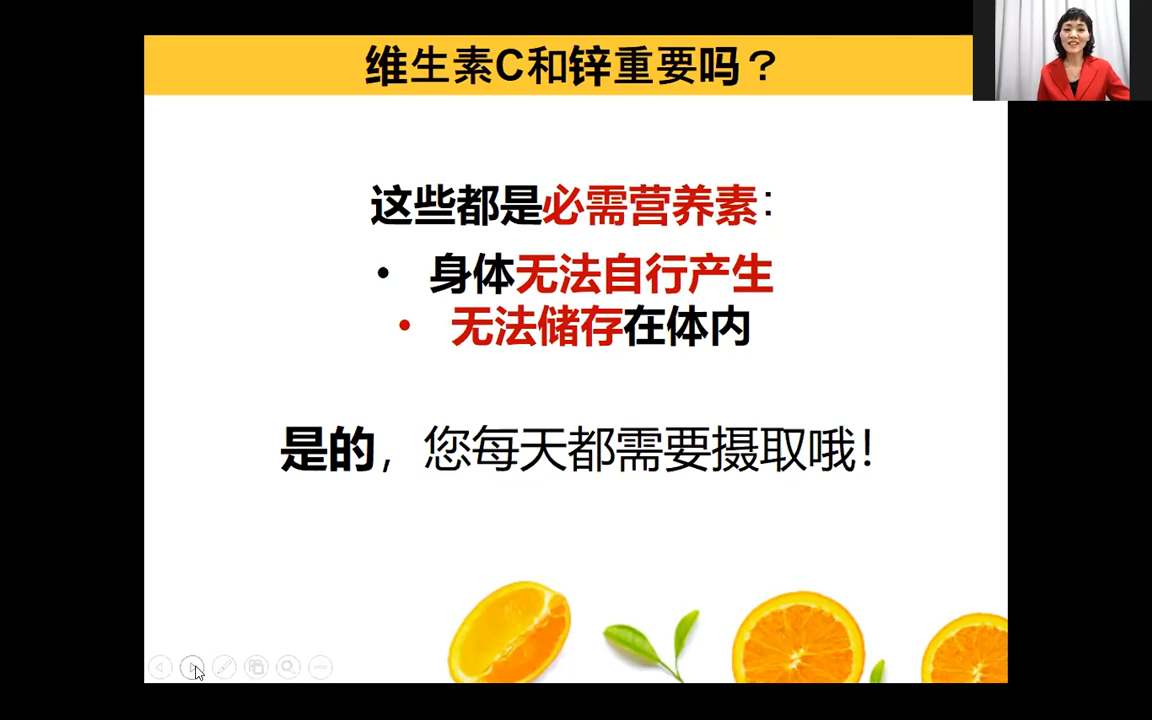 维生素C和锌重要吗？
这些都是必需营养素：
• 身体无法自行产生
• 无法储存在体内
是的，您每天都需要摄取哦！